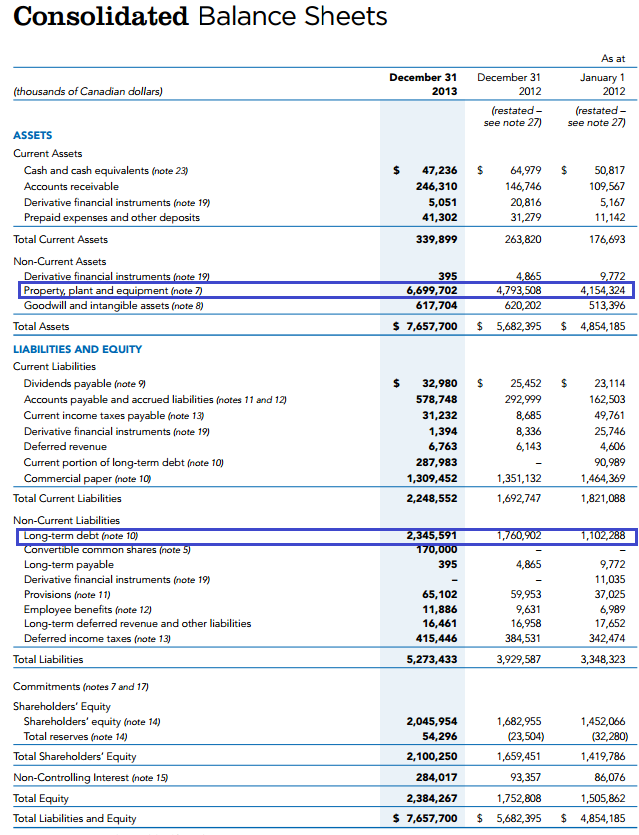 Consolidated Balance Sheets
As at
December 31 December 31 January 1
(thousands of Canadian dollars) 2013 2012 2012
(restated – (restated –
see note 27) see note 27)
ASSETS
Current Assets
Cash and cash equivalents (note 23) $ 47,236 $ 64,979 $ 50,817
Accounts receivable 246,310 146,746 109,567
Derivative financial instruments (note 19) 5,051 20,816 5,167
Prepaid expenses and other deposits 41,302 31,279 11,142
Total Current Assets 339,899 263,820 176,693
Non-Current Assets
Derivative financial instruments (note 19) 395 4,865 9,772
Property, plant and equipment (note 7) 6,699,702 4,793,508 4,154,324
Goodwill and intangible assets (note 8) 617,704 620,202 513,396
Total Assets $ 7,657,700 $ 5,682,395 $ 4,854,185
LIABILITIES AND EQUITY
Current Liabilities
Dividends payable (note 9) $ 32,980 $ 25,452 $ 23,114
Accounts payable and accrued liabilities (notes 11 and 12) 578,748 292,999 162,503
Current income taxes payable (note 13) 31,232 8,685 49,761
Derivative financial instruments (note 19) 1,394 8,336 25,746
Deferred revenue 6,763 6,143 4,606
Current portion of long-term debt (note 10) 287,983 – 90,989
Commercial paper (note 10) 1,309,452 1,351,132 1,464,369
Total Current Liabilities 2,248,552 1,692,747 1,821,088
Non-Current Liabilities
Long-term debt (note 10) 2,345,591 1,760,902 1,102,288
Convertible common shares (note 5) 170,000 – –
Long-term payable 395 4,865 9,772
Derivative financial instruments (note 19) – – 11,035
Provisions (note 11) 65,102 59,953 37,025
Employee benefits (note 12) 11,886 9,631 6,989
Long-term deferred revenue and other liabilities 16,461 16,958 17,652
Deferred income taxes (note 13) 415,446 384,531 342,474
Total Liabilities 5,273,433 3,929,587 3,348,323
Commitments (notes 7 and 17)
Shareholders' Equity
Shareholders' equity (note 14) 2,045,954 1,682,955 1,452,066
Total reserves (note 14) 54,296 (23,504) (32,280)
Total Shareholders' Equity 2,100,250 1,659,451 1,419,786
Non-Controlling Interest (note 15) 284,017 93,357 86,076
Total Equity 2,384,267 1,752,808 1,505,862
Total Liabilities and Equity $ 7,657,700 $ 5,682,395 $ 4,854,185